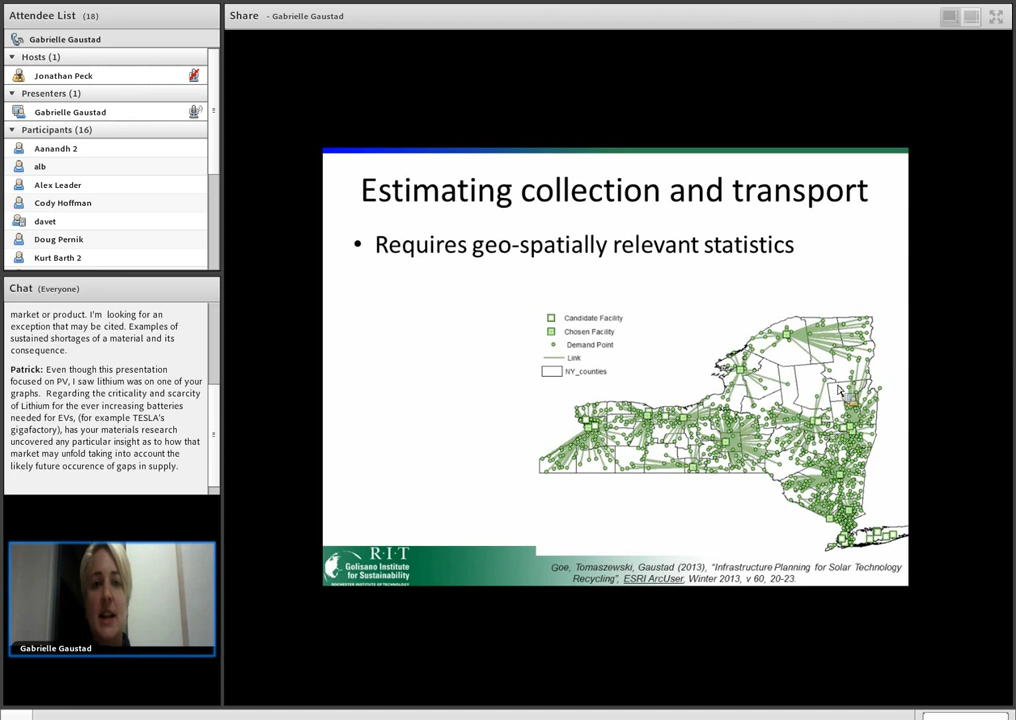 Attendee List (18)
Gabrielle Gaustad
Hosts (1)
Jonathan Peck
Presenters (1)
Gabrielle Gaustad
Participants (16)
Aanandh 2
alb
Alex Leader
Cody Hoffman
davet
Doug Pernik
Kurt Barth 2
Chat (Everyone)
market or product. I'm looking for an
exception that may be cited. Examples of
sustained shortages of a material and its
consequence.
Patrick: Even though this presentation
focused on PV, I saw lithium was on one of your
graphs. Regarding the criticality and scarcity
of Lithium for the ever increasing batteries
needed for EVs, (for example TESLA's
gigafactory), has your materials research
uncovered any particular insight as to how that
market may unfold taking into account the
likely future occurence of gaps in supply.
Gabrielle Gaustad
Share - Gabrielle Gaustad
Estimating collection and transport
• Requires geo-spatially relevant statistics
Candidate Facility
Chosen Facility
Demand Point
Link
NY_counties
R·I·T
Golisano Institute
for Sustainability
ROCHESTER INSTITUTE OF TECHNOLOGY
Goe, Tomaszewski, Gaustad (2013), "Infrastructure Planning for Solar Technology
Recycling", ESRI ArcUser, Winter 2013, v 60, 20-23.